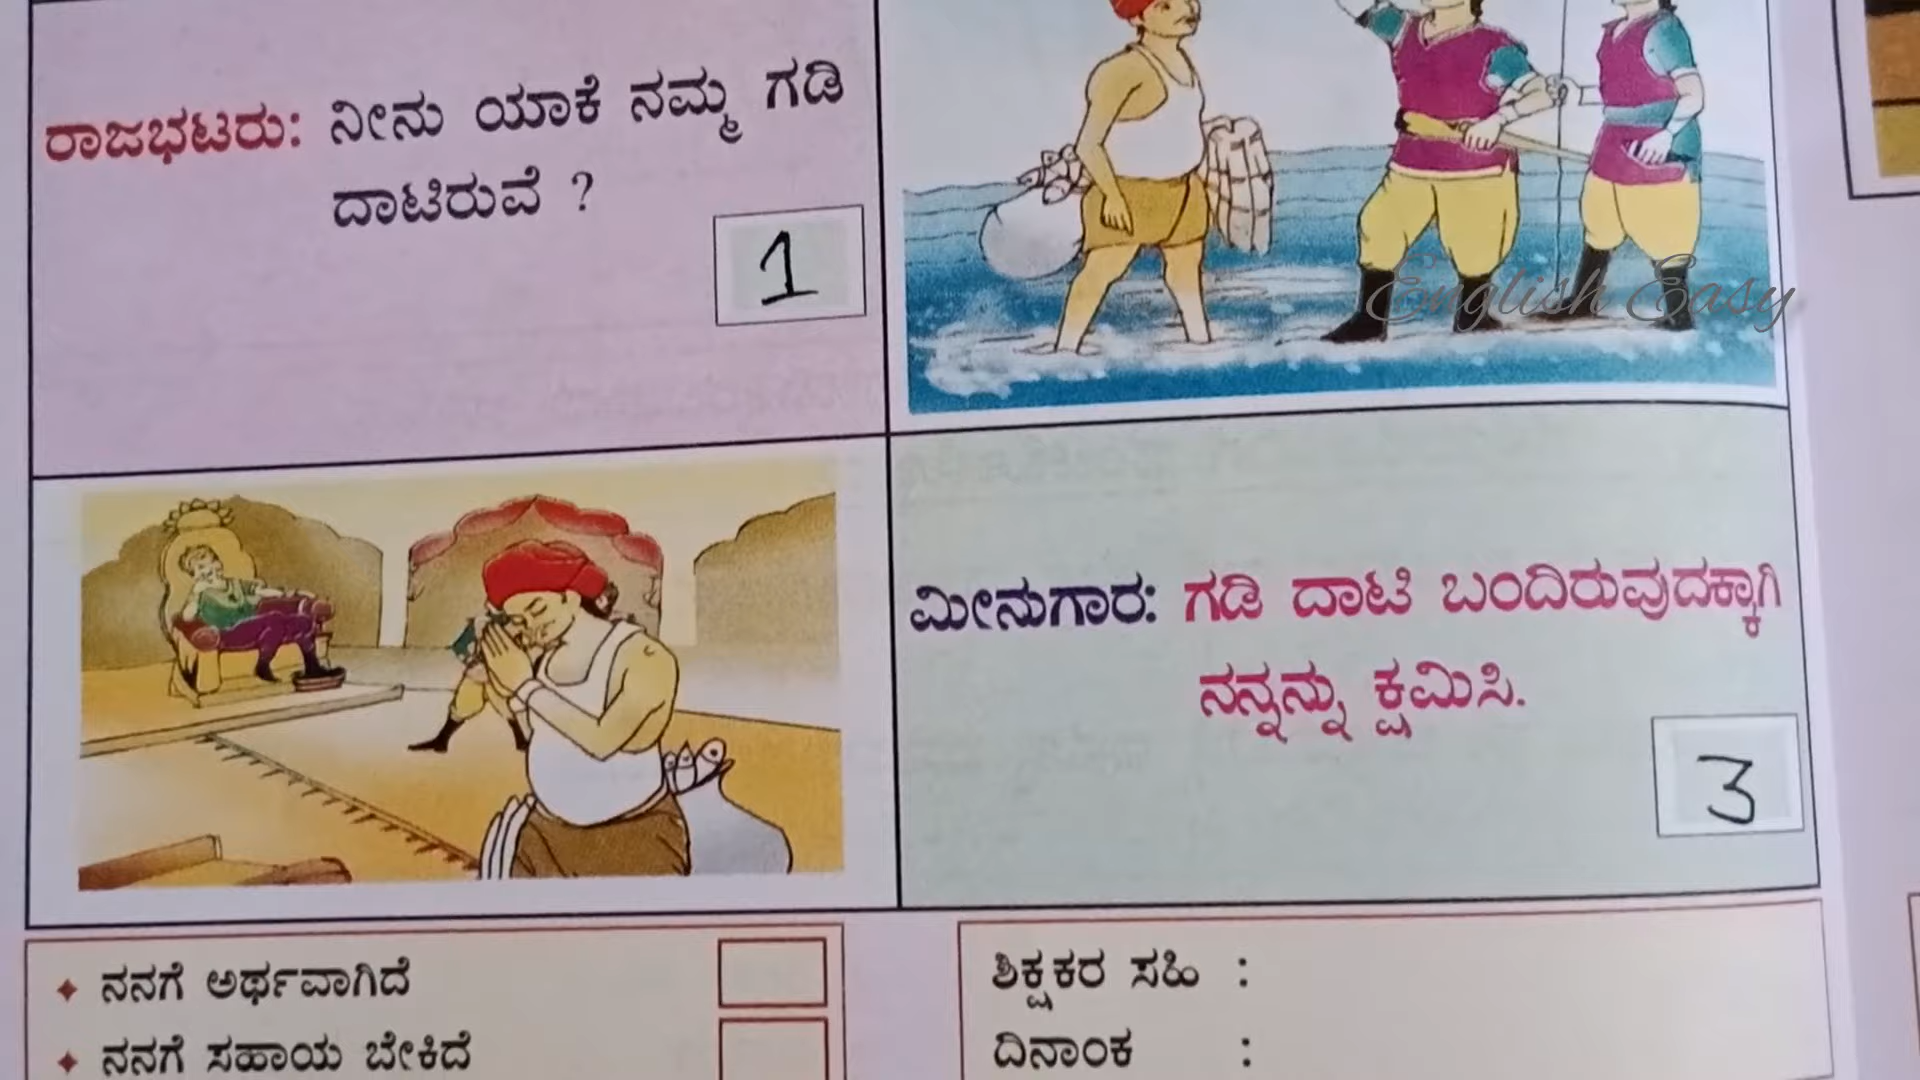 ರಾಜಭಟರು: ನೀನು ಯಾಕೆ ನಮ್ಮ ಗಡಿ
ದಾಟಿರುವೆ ?
1
English Easy
ಮೀನುಗಾರ: ಗಡಿ ದಾಟಿ ಬಂದಿರುವುದಕ್ಕಾಗಿ
ನನ್ನನ್ನು ಕ್ಷಮಿಸಿ.
3
ನನಗೆ ಅರ್ಥವಾಗಿದೆ
ನನಗೆ ಸಹಾಯ ಬೇಕಿದೆ
ಶಿಕ್ಷಕರ ಸಹಿ :
ದಿನಾಂಕ :